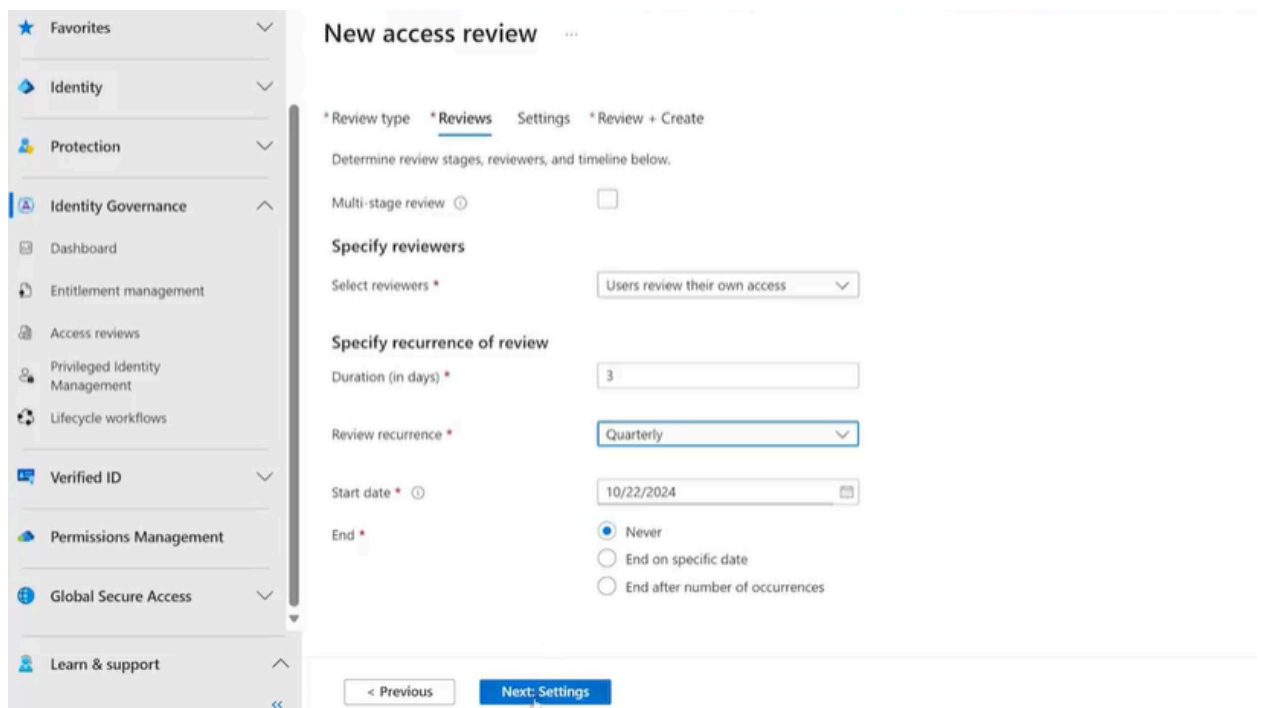 Favorites
Identity
Protection
Identity Governance
Dashboard
Entitlement management
Access reviews
Privileged Identity
Management
Lifecycle workflows
Verified ID
Permissions Management
Global Secure Access
Learn & support
«
New access review ...
* Review type * Reviews Settings * Review + Create
Determine review stages, reviewers, and timeline below.
Multi-stage review
Specify reviewers
Select reviewers * Users review their own access
Specify recurrence of review
Duration (in days) * 3
Review recurrence * Quarterly
Start date * 10/22/2024
End * Never
End on specific date
End after number of occurrences
< Previous Next: Settings